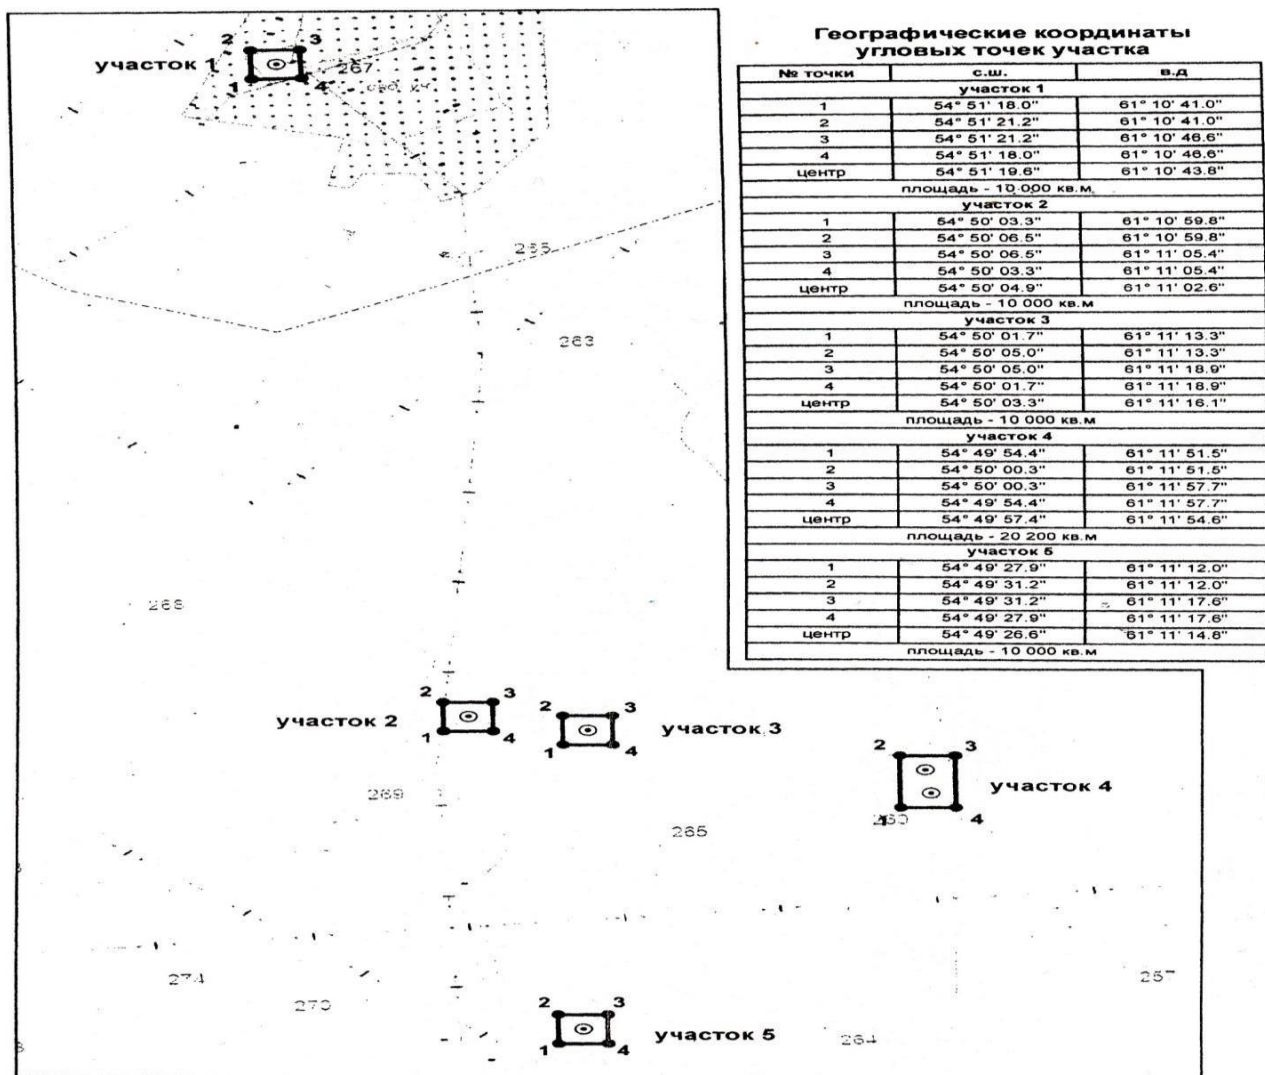 Географические координаты
угловых точек участка
№ точки с.ш. в.д
участок 1
1 54° 51' 18.0" 61° 10' 41.0"
2 54° 51' 21.2" 61° 10' 41.0"
3 54° 51' 21.2" 61° 10' 46.6"
4 54° 51' 18.0" 61° 10' 46.6"
центр 54° 51' 19.6" 61° 10' 43.8"
площадь - 10 000 кв.м
участок 2
1 54° 50' 03.3" 61° 10' 59.8"
2 54° 50' 06.5" 61° 10' 59.8"
3 54° 50' 06.5" 61° 11' 05.4"
4 54° 50' 03.3" 61° 11' 05.4"
центр 54° 50' 04.9" 61° 11' 02.6"
площадь - 10 000 кв.м
участок 3
1 54° 50' 01.7" 61° 11' 13.3"
2 54° 50' 05.0" 61° 11' 13.3"
3 54° 50' 05.0" 61° 11' 18.9"
4 54° 50' 01.7" 61° 11' 18.9"
центр 54° 50' 03.3" 61° 11' 16.1"
площадь - 10 000 кв.м
участок 4
1 54° 49' 54.4" 61° 11' 51.5"
2 54° 50' 00.3" 61° 11' 51.5"
3 54° 50' 00.3" 61° 11' 57.7"
4 54° 49' 54.4" 61° 11' 57.7"
центр 54° 49' 57.4" 61° 11' 54.6"
площадь - 20 200 кв.м
участок 5
1 54° 49' 27.9" 61° 11' 12.0"
2 54° 49' 31.2" 61° 11' 12.0"
3 54° 49' 31.2" 61° 11' 17.6"
4 54° 49' 27.9" 61° 11' 17.6"
центр 54° 49' 26.6" 61° 11' 14.8"
площадь - 10 000 кв.м
2 3
участок 1
267
1 4
265
263
268
2 3
участок 2
1 4
2 3
участок 3
1 4
2 3
участок 4
1 260 4
269
265
274
270
257
2 3
участок 5
1 4
264